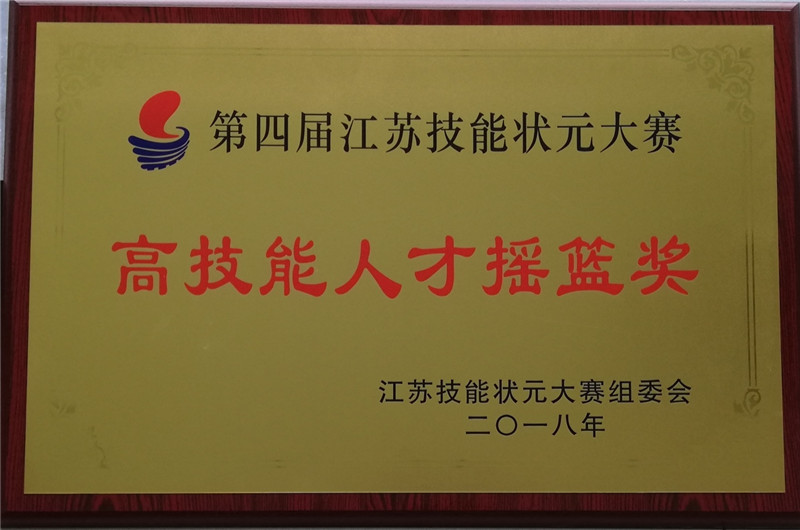 第四届江苏技能状元大赛
高技能人才摇篮奖
江苏技能状元大赛组委会
二〇一八年